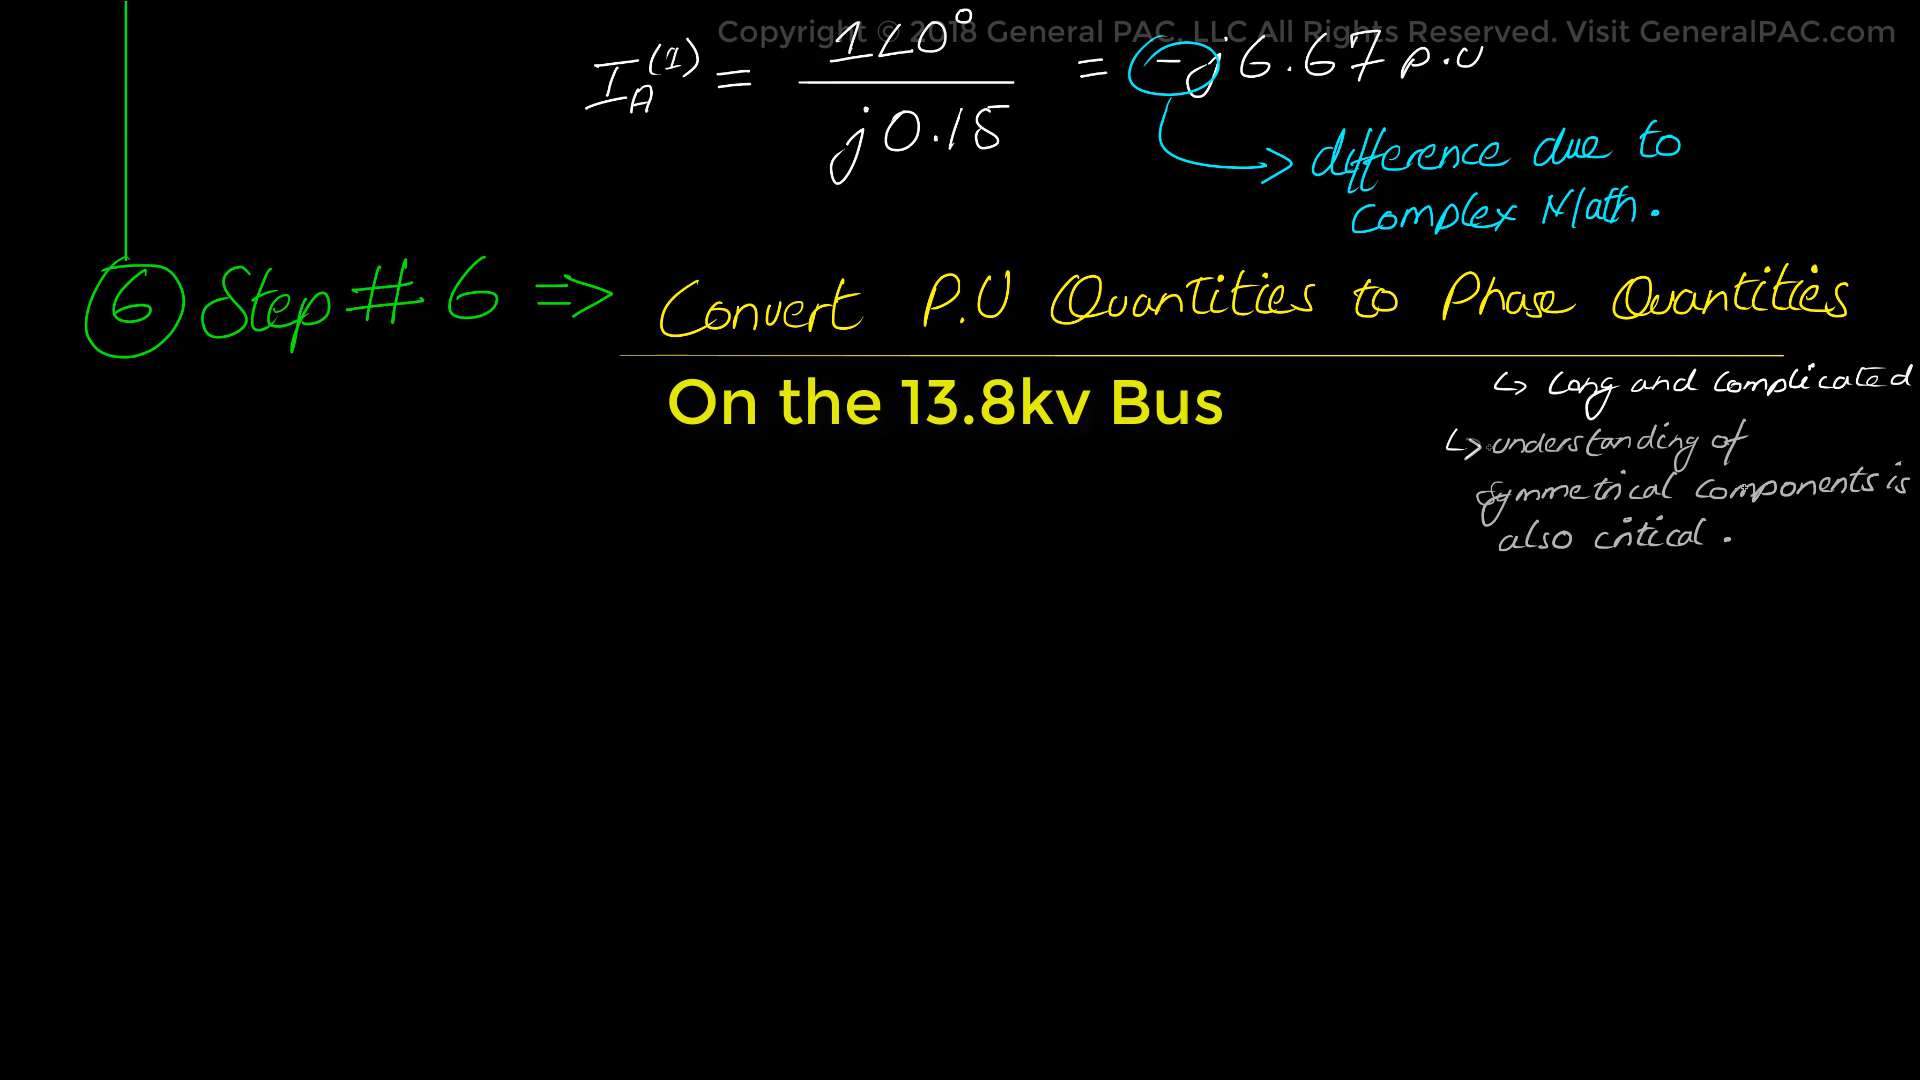 Copyright © 2018 General PAC, LLC All Rights Reserved. Visit GeneralPAC.com
I_A^(1) = 1∠0° / j0.15 = -j6.67 p.u
difference due to
complex Math.
6 Step # 6 => Convert P.U Quantities to Phase Quantities
On the 13.8kv Bus
↳ Long and complicated
↳ understanding of
symmetrical components is
also critical.